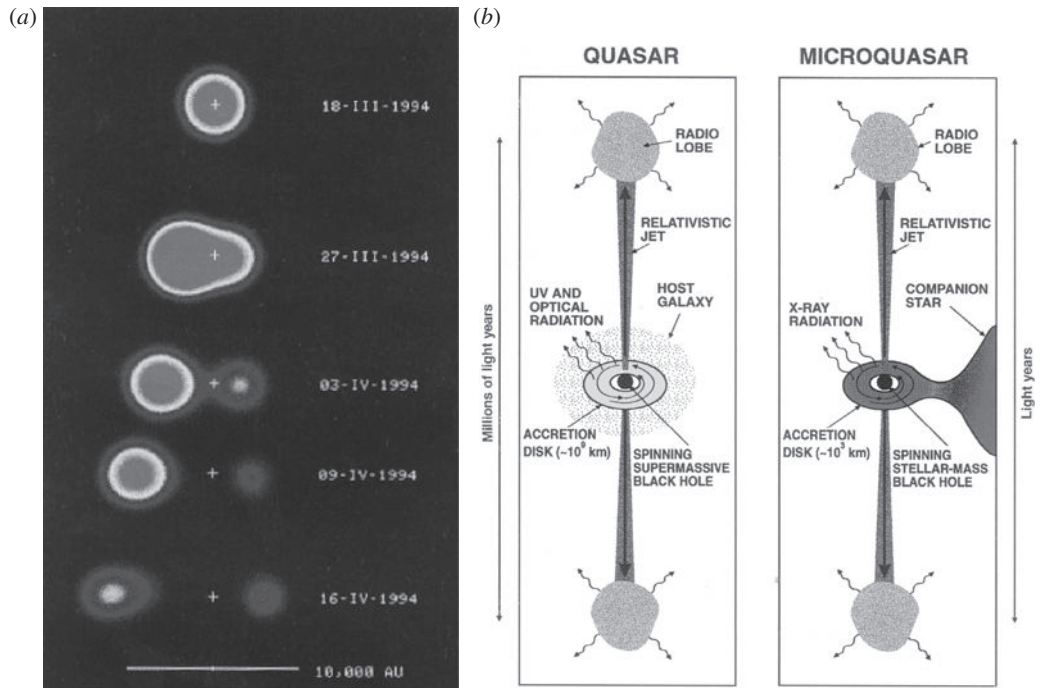 (a)
18-III-1994
27-III-1994
03-IV-1994
09-IV-1994
16-IV-1994
10,000 AU
(b)
QUASAR
Millions of light years
RADIO
LOBE
RELATIVISTIC
JET
UV AND
OPTICAL
RADIATION
HOST
GALAXY
ACCRETION
DISK (~10⁹ km)
SPINNING
SUPERMASSIVE
BLACK HOLE
MICROQUASAR
RADIO
LOBE
RELATIVISTIC
JET
X-RAY
RADIATION
COMPANION
STAR
ACCRETION
DISK (~10³ km)
SPINNING
STELLAR-MASS
BLACK HOLE
Light years